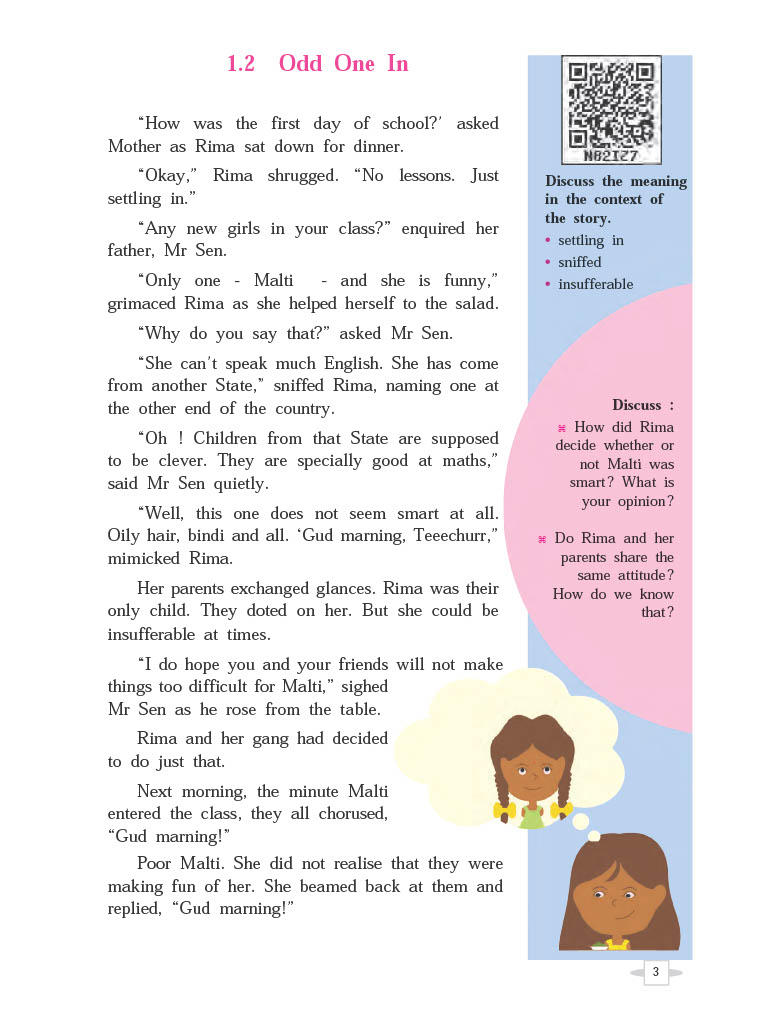 1.2 Odd One In
“How was the first day of school?’ asked
Mother as Rima sat down for dinner.
“Okay,” Rima shrugged. “No lessons. Just
settling in.”
“Any new girls in your class?” enquired her
father, Mr Sen.
“Only one - Malti - and she is funny,”
grimaced Rima as she helped herself to the salad.
“Why do you say that?” asked Mr Sen.
“She can’t speak much English. She has come
from another State,” sniffed Rima, naming one at
the other end of the country.
“Oh ! Children from that State are supposed
to be clever. They are specially good at maths,”
said Mr Sen quietly.
“Well, this one does not seem smart at all.
Oily hair, bindi and all. ‘Gud marning, Teeechurr,”
mimicked Rima.
Her parents exchanged glances. Rima was their
only child. They doted on her. But she could be
insufferable at times.
“I do hope you and your friends will not make
things too difficult for Malti,” sighed
Mr Sen as he rose from the table.
Rima and her gang had decided
to do just that.
Next morning, the minute Malti
entered the class, they all chorused,
“Gud marning!”
Poor Malti. She did not realise that they were
making fun of her. She beamed back at them and
replied, “Gud marning!”
N82IZ7
Discuss the meaning
in the context of
the story.
• settling in
• sniffed
• insufferable
Discuss :
⌘ How did Rima
decide whether or
not Malti was
smart? What is
your opinion?
⌘ Do Rima and her
parents share the
same attitude?
How do we know
that?
3